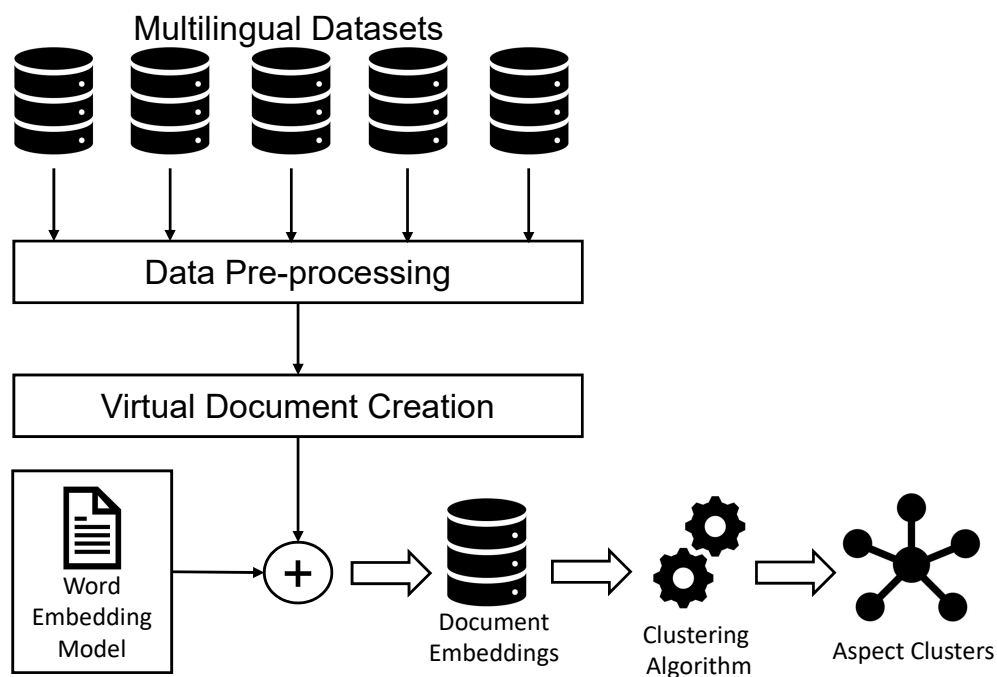 Multilingual Datasets
Data Pre-processing
Virtual Document Creation
Word
Embedding
Model
+
Document
Embeddings
Clustering
Algorithm
Aspect Clusters